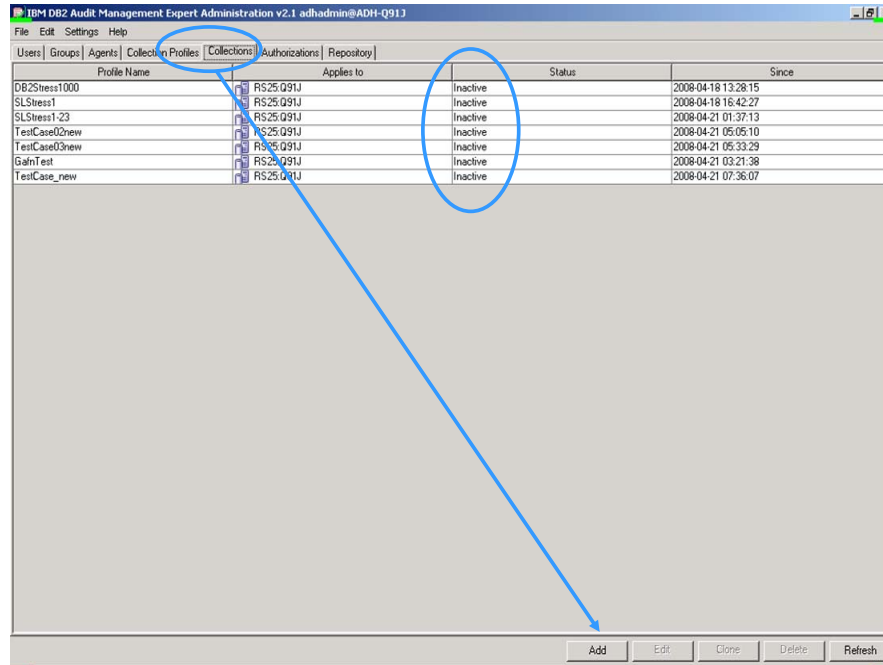 IBM DB2 Audit Management Expert Administration v2.1 adhadmin@ADH-Q91J
File Edit Settings Help
Users Groups Agents Collection Profiles Collections Authorizations Repository
Profile Name Applies to Status Since
DB2Stress1000 RS25:Q91J Inactive 2008-04-18 13:28:15
SLStress1 RS25:Q91J Inactive 2008-04-18 16:42:27
SLStress1-23 RS25:Q91J Inactive 2008-04-21 01:37:13
TestCase02new RS25:Q91J Inactive 2008-04-21 05:05:10
TestCase03new RS25:Q91J Inactive 2008-04-21 05:33:29
GafnTest RS25:Q91J Inactive 2008-04-21 03:21:38
TestCase_new RS25:Q91J Inactive 2008-04-21 07:36:07
Add Edit Clone Delete Refresh